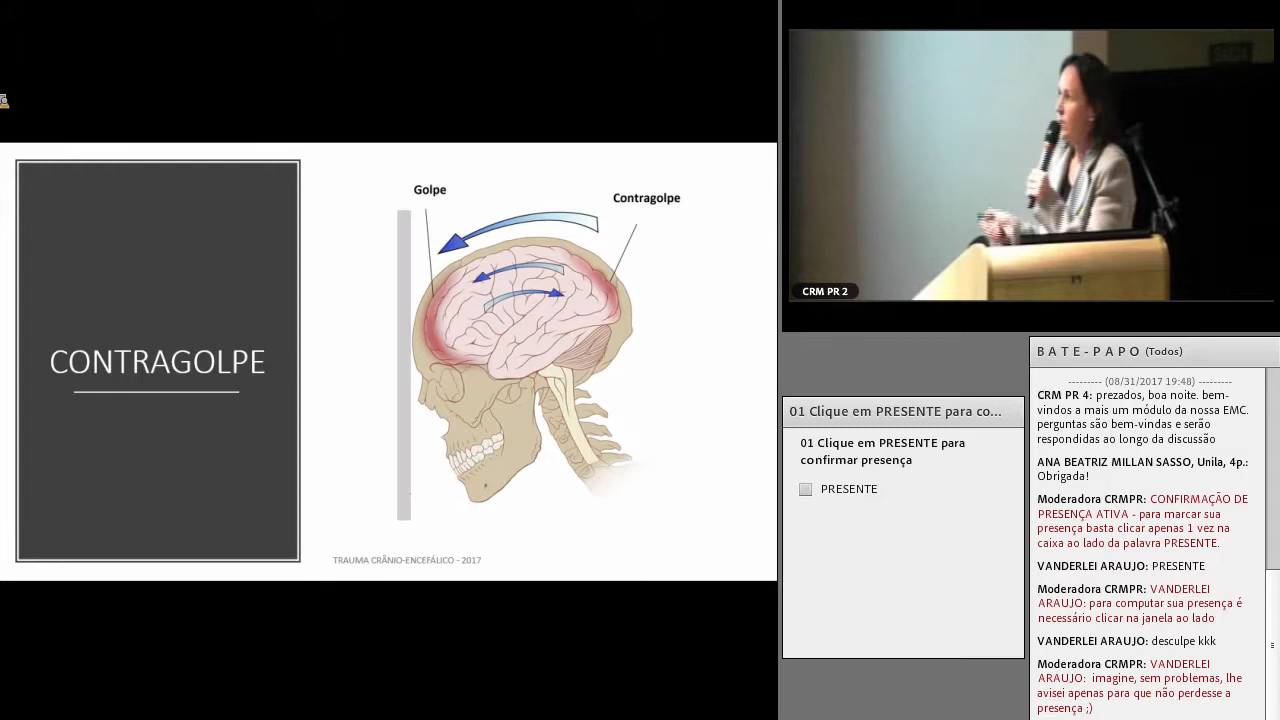 CONTRAGOLPE
Golpe
Contragolpe
TRAUMA CRÂNIO-ENCEFÁLICO - 2017
CRM PR 2
01 Clique em PRESENTE para co...
01 Clique em PRESENTE para
confirmar presença
PRESENTE
BATE-PAPO (Todos)
--------- (08/31/2017 19:48) ---------
CRM PR 4: prezados, boa noite. bem-
vindos a mais um módulo da nossa EMC.
perguntas são bem-vindas e serão
respondidas ao longo da discussão
ANA BEATRIZ MILLAN SASSO, Unila, 4p.:
Obrigada!
Moderadora CRMPR: CONFIRMAÇÃO DE
PRESENÇA ATIVA - para marcar sua
presença basta clicar apenas 1 vez na
caixa ao lado da palavra PRESENTE.
VANDERLEI ARAUJO: PRESENTE
Moderadora CRMPR: VANDERLEI
ARAUJO: para computar sua presença é
necessário clicar na janela ao lado
VANDERLEI ARAUJO: desculpe kkk
Moderadora CRMPR: VANDERLEI
ARAUJO: imagine, sem problemas, lhe
avisei apenas para que não perdesse a
presença ;)